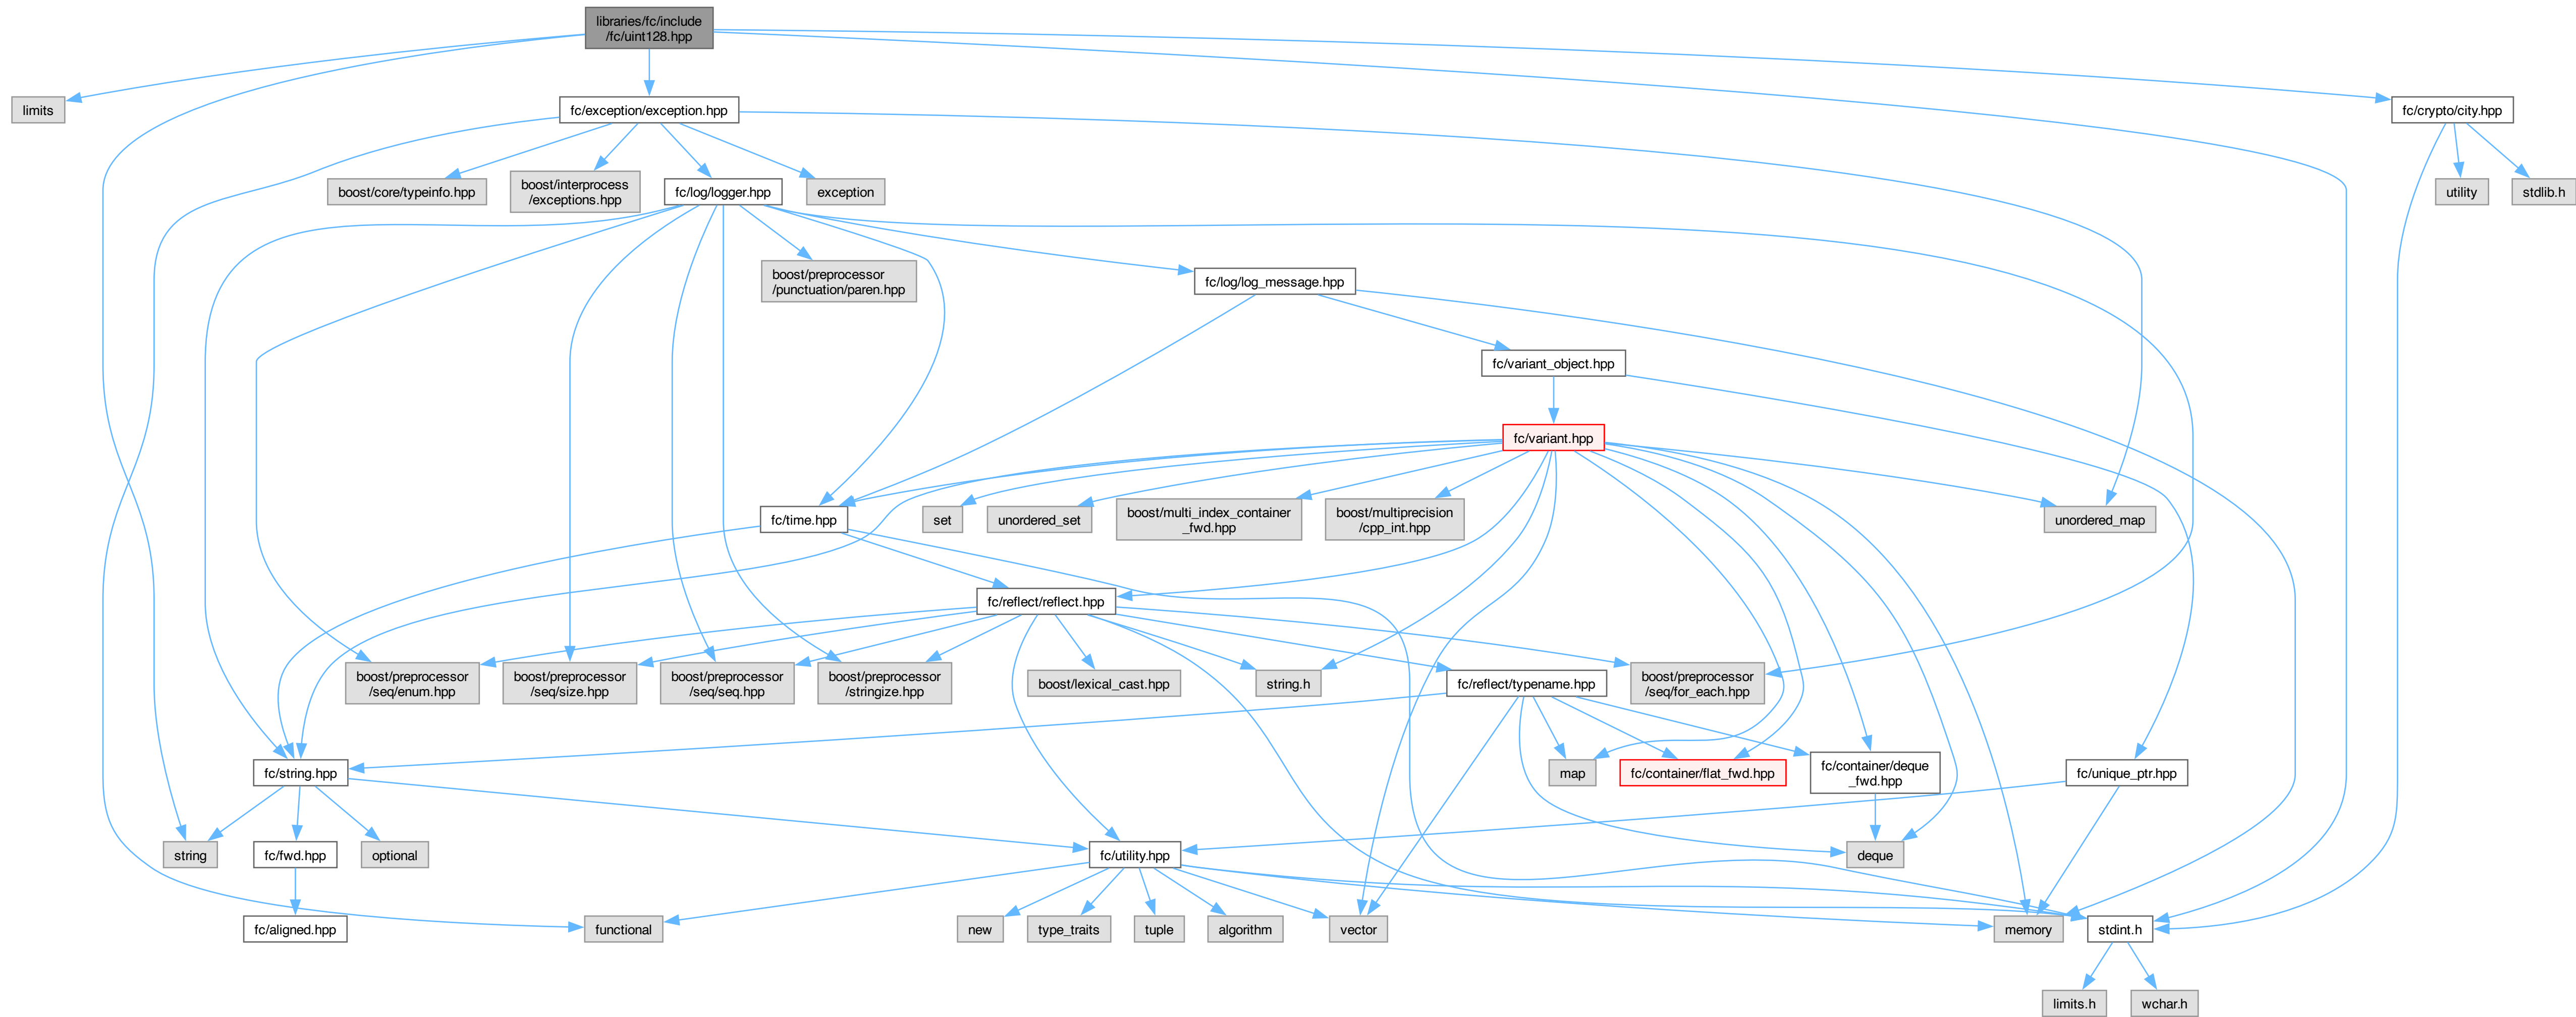 libraries/fc/include
/fc/uint128.hpp
limits
fc/exception/exception.hpp
fc/crypto/city.hpp
boost/core/typeinfo.hpp
boost/interprocess
/exceptions.hpp
fc/log/logger.hpp
exception
utility
stdlib.h
boost/preprocessor
/punctuation/paren.hpp
fc/log/log_message.hpp
fc/variant_object.hpp
fc/variant.hpp
fc/time.hpp
set
unordered_set
boost/multi_index_container
_fwd.hpp
boost/multiprecision
/cpp_int.hpp
unordered_map
fc/reflect/reflect.hpp
boost/preprocessor
/seq/enum.hpp
boost/preprocessor
/seq/size.hpp
boost/preprocessor
/seq/seq.hpp
boost/preprocessor
/stringize.hpp
boost/lexical_cast.hpp
string.h
fc/reflect/typename.hpp
boost/preprocessor
/seq/for_each.hpp
fc/string.hpp
map
fc/container/flat_fwd.hpp
fc/container/deque
_fwd.hpp
fc/unique_ptr.hpp
string
fc/fwd.hpp
optional
fc/utility.hpp
deque
fc/aligned.hpp
functional
new
type_traits
tuple
algorithm
vector
memory
stdint.h
limits.h
wchar.h